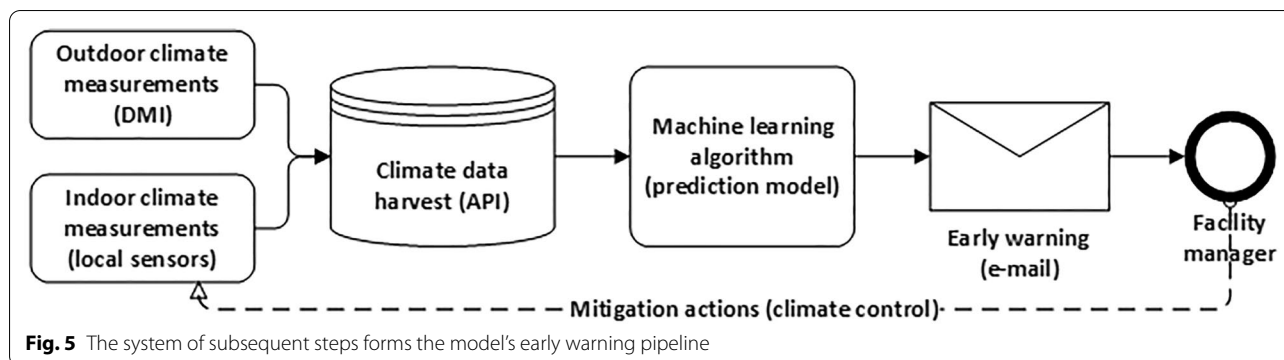 Outdoor climate
measurements
(DMI)
Indoor climate
measurements
(local sensors)
Climate data
harvest (API)
Machine learning
algorithm
(prediction model)
Early warning
(e-mail)
Facility
manager
Mitigation actions (climate control)
Fig. 5 The system of subsequent steps forms the model's early warning pipeline